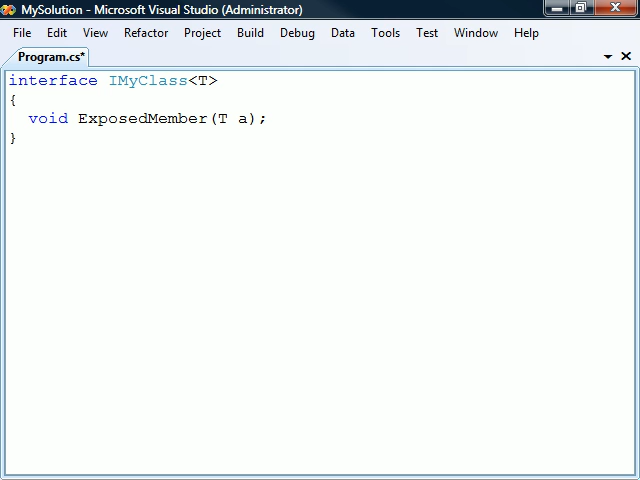 MySolution - Microsoft Visual Studio (Administrator)
File Edit View Refactor Project Build Debug Data Tools Test Window Help
Program.cs*
interface IMyClass<T>
{
  void ExposedMember(T a);
}